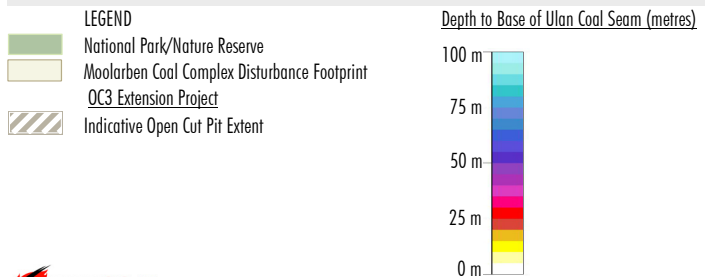 LEGEND
National Park/Nature Reserve
Moolarben Coal Complex Disturbance Footprint
OC3 Extension Project
Indicative Open Cut Pit Extent
Depth to Base of Ulan Coal Seam (metres)
100 m
75 m
50 m
25 m
0 m